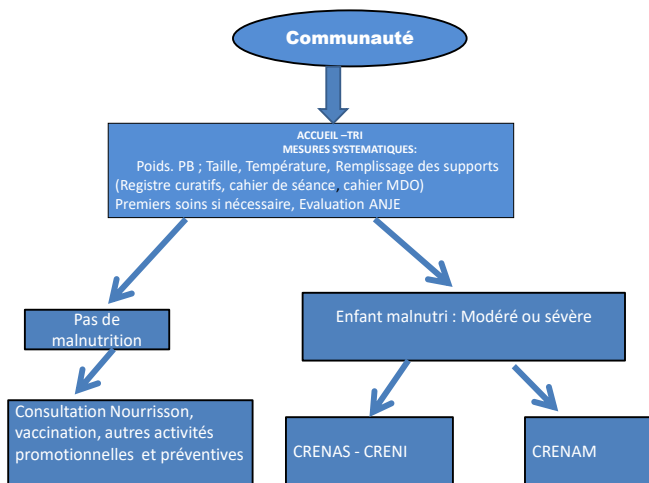 Communauté
ACCUEIL –TRI
MESURES SYSTEMATIQUES:
Poids. PB ; Taille, Température, Remplissage des supports
(Registre curatifs, cahier de séance, cahier MDO)
Premiers soins si nécessaire, Evaluation ANJE
Pas de
malnutrition
Enfant malnutri : Modéré ou sévère
Consultation Nourrisson,
vaccination, autres activités
promotionnelles et préventives
CRENAS - CRENI
CRENAM